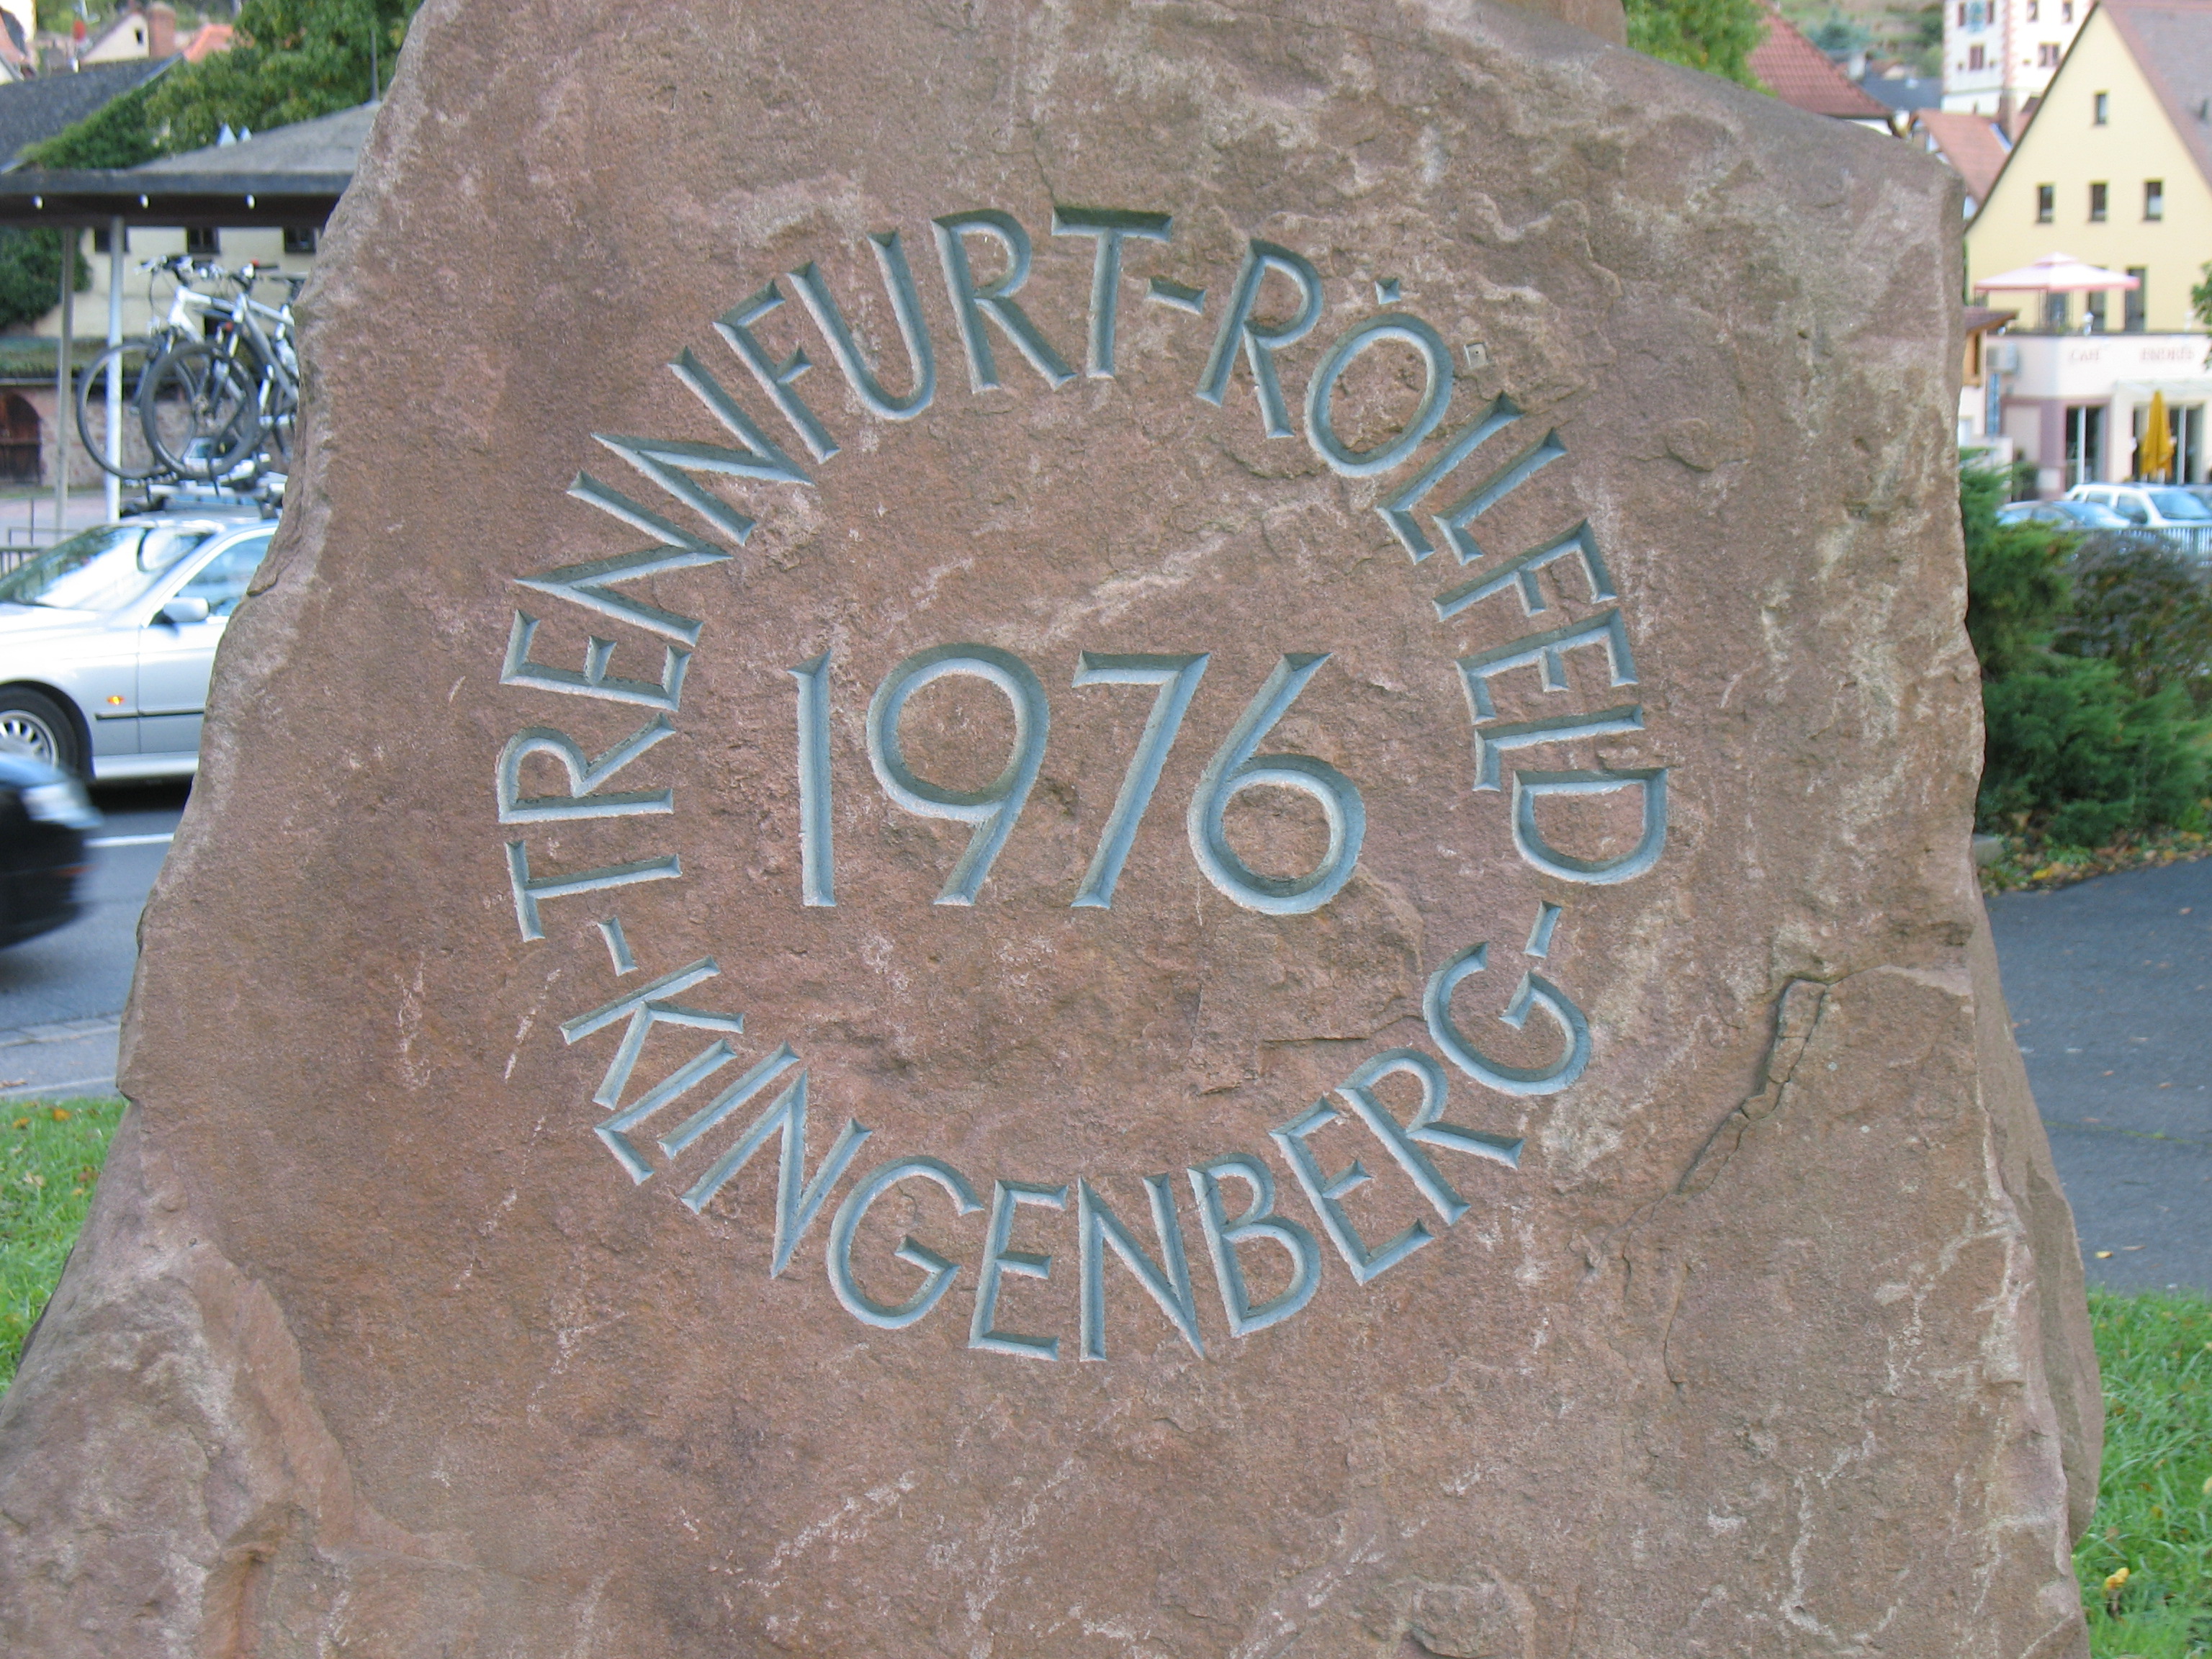 TRENNFURT-RÖLLFELD-
KLINGENBERG-
1976